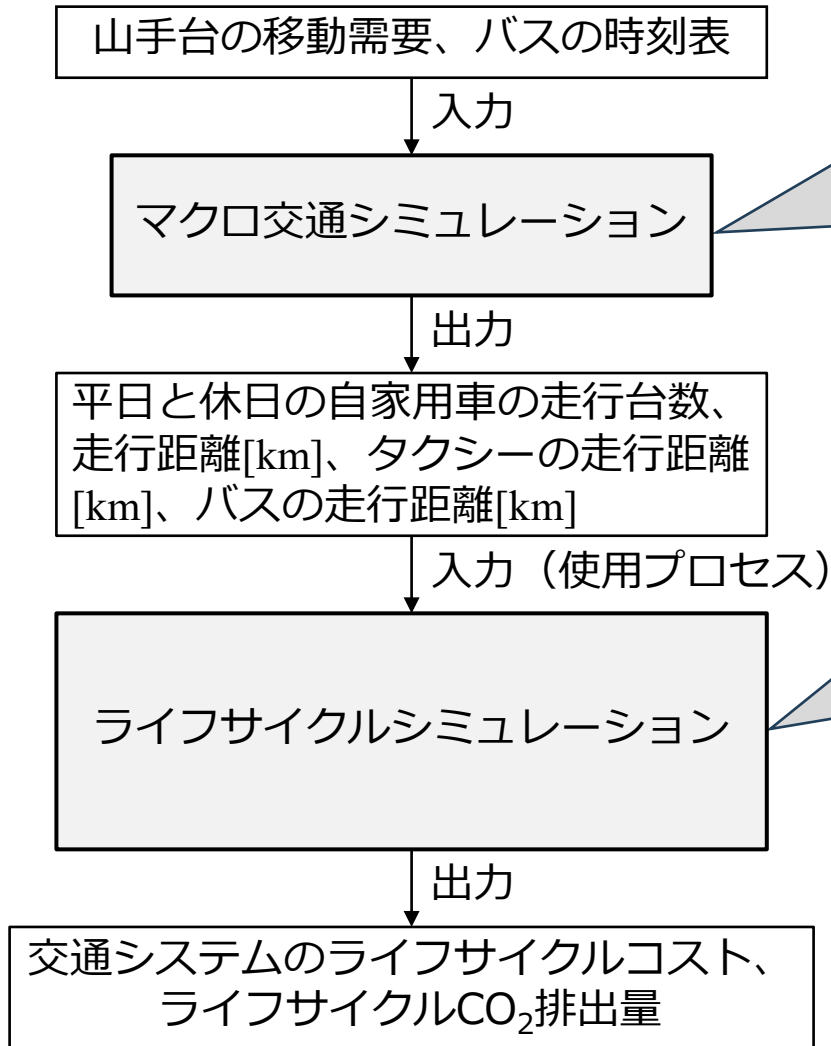 山手台の移動需要、バスの時刻表
入力
マクロ交通シミュレーション
出力
平日と休日の自家用車の走行台数、
走行距離[km]、タクシーの走行距離
[km]、バスの走行距離[km]
入力（使用プロセス）
ライフサイクルシミュレーション
出力
交通システムのライフサイクルコスト、
ライフサイクルCO₂排出量